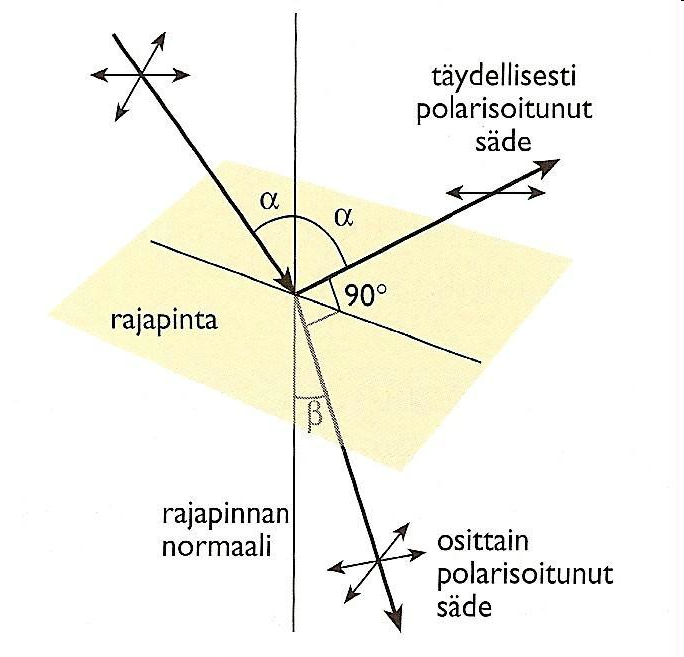 täydellisesti
polarisoitunut
säde
α
α
90°
rajapinta
β
rajapinnan
normaali
osittain
polarisoitunut
säde